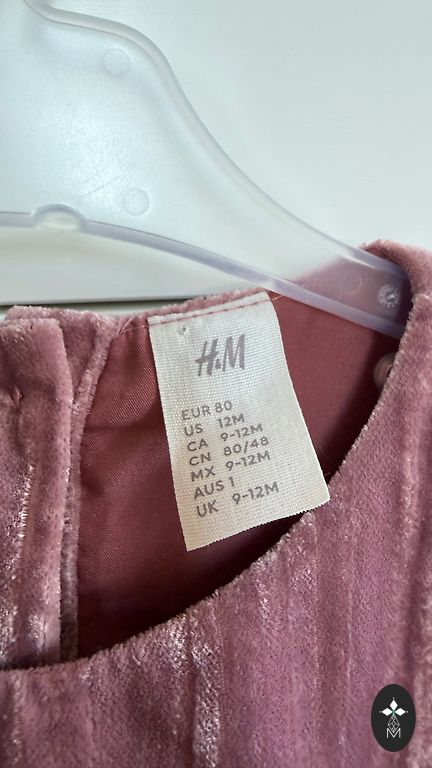 H&M
EUR 80
US 12M
CA 9-12M
CN 80/48
MX 9-12M
AUS 1
UK 9-12M
M